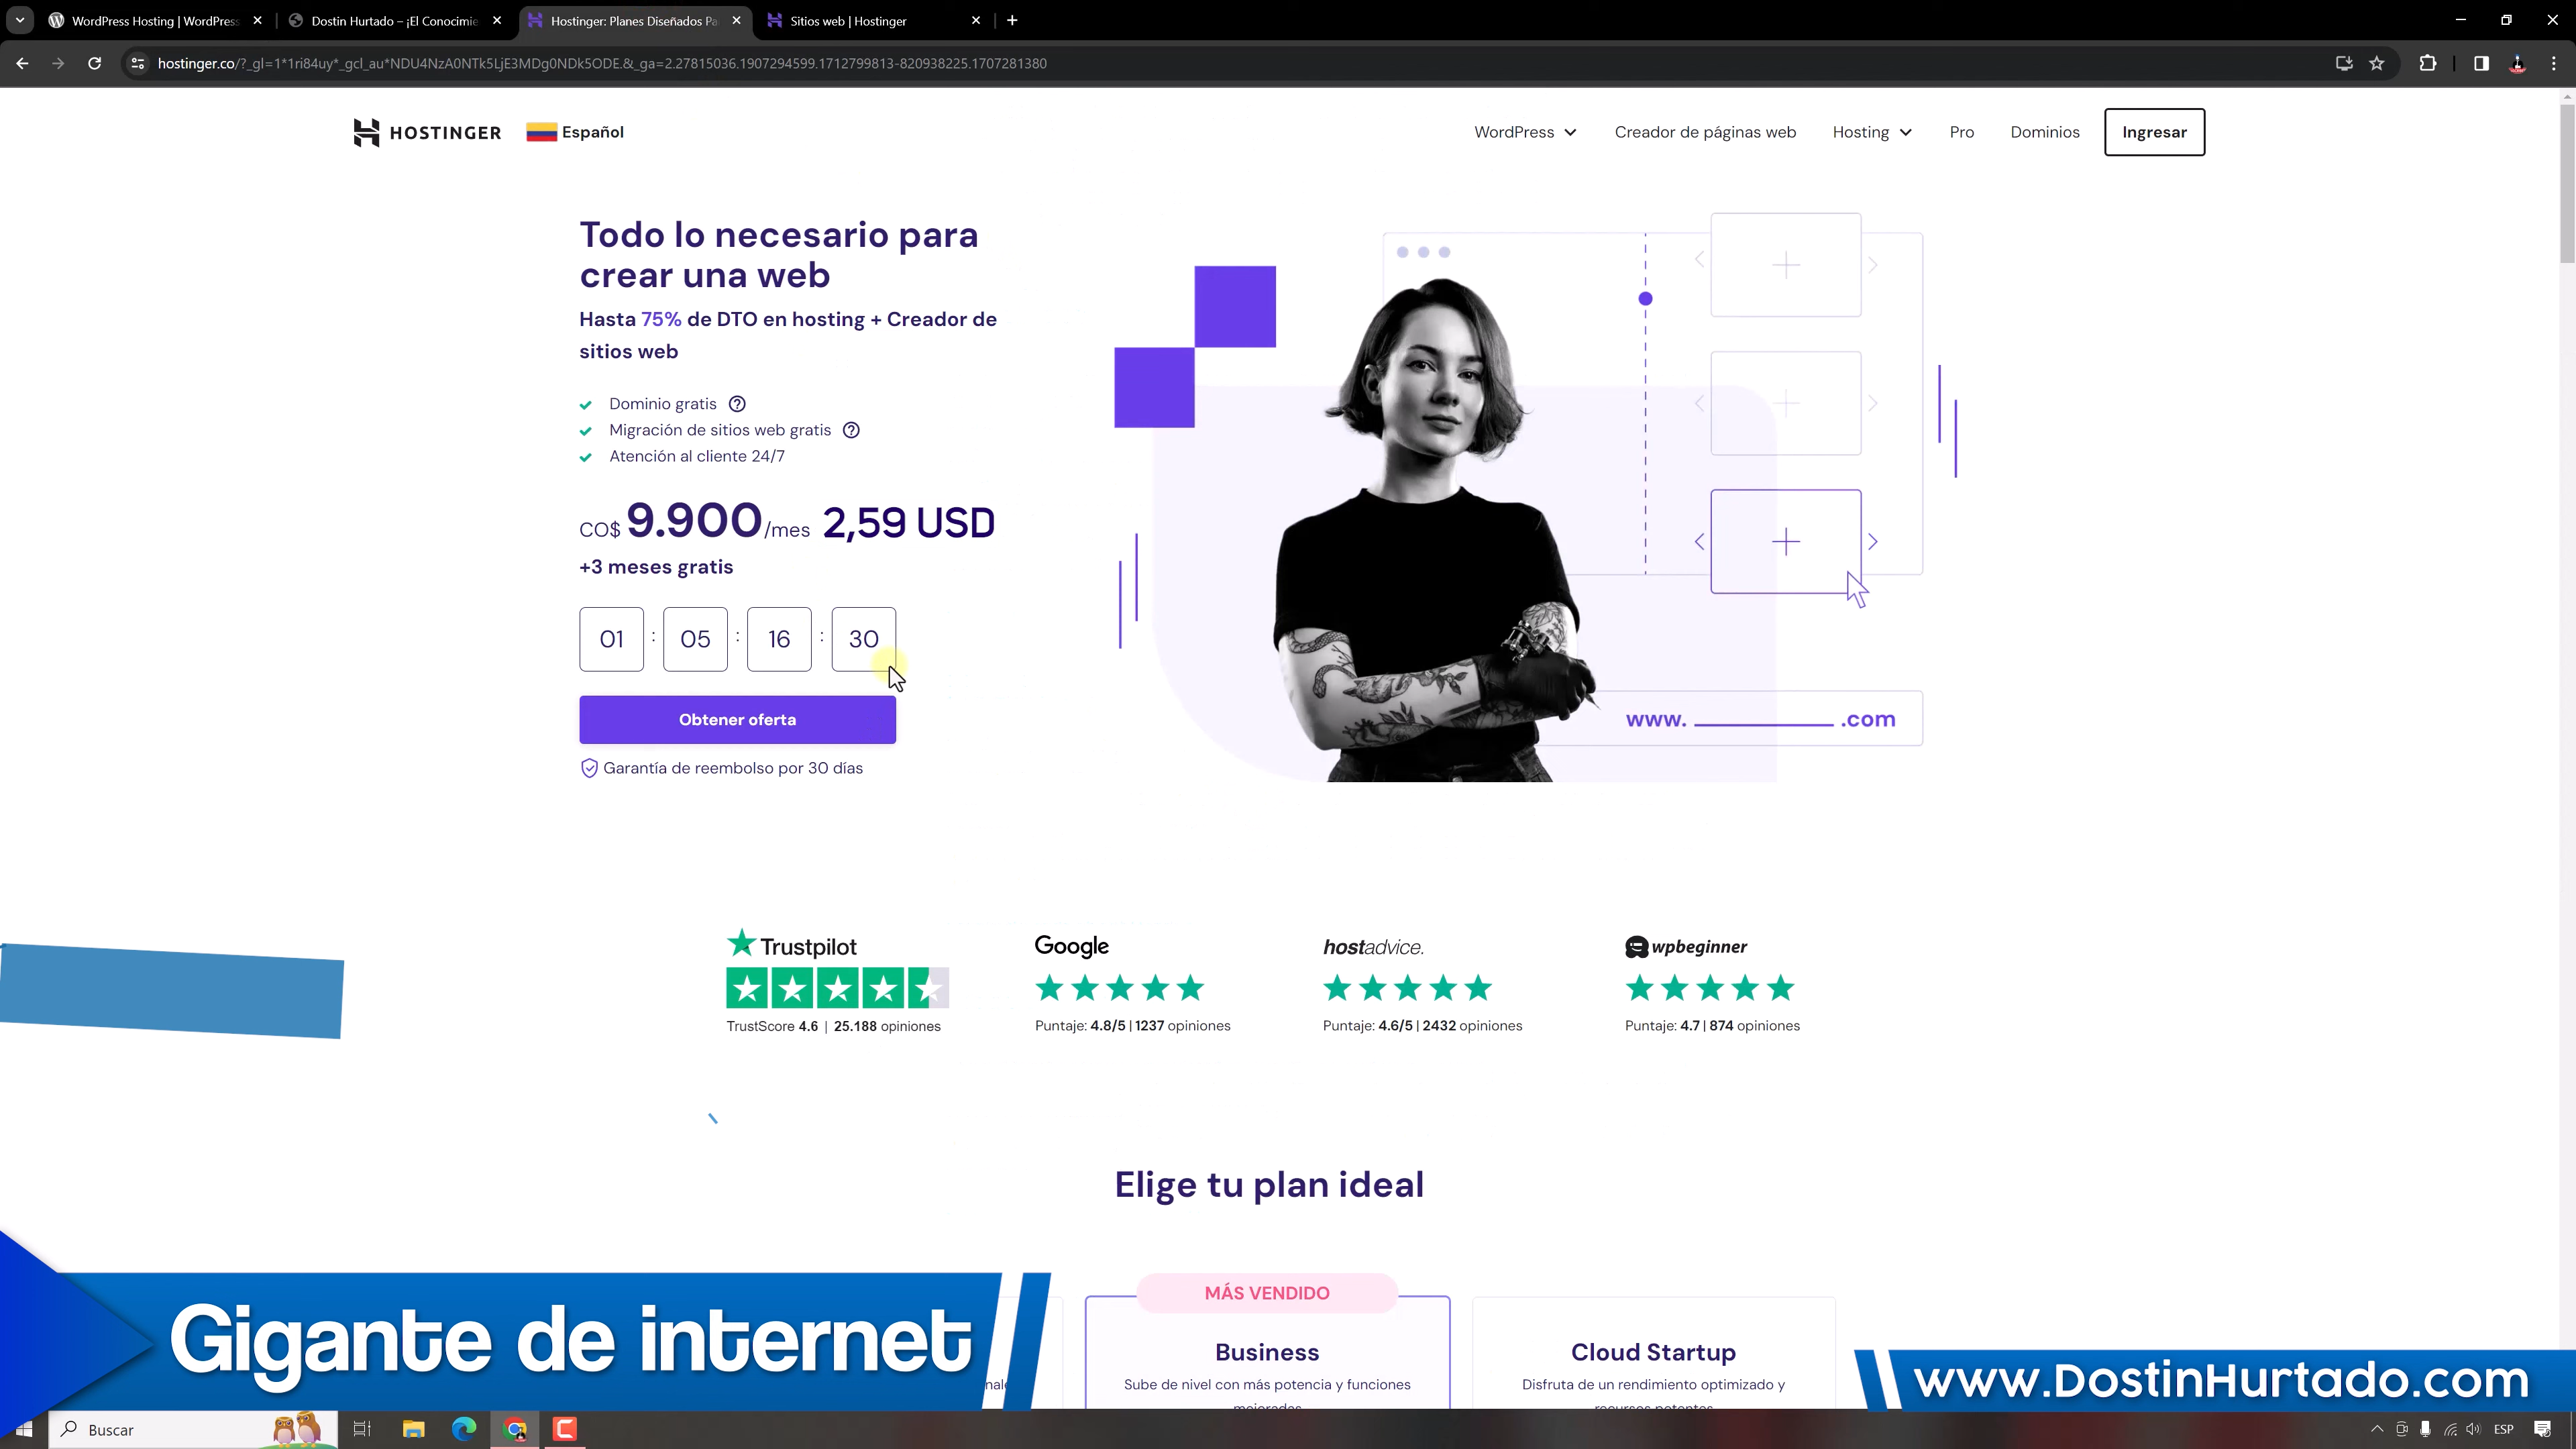 WordPress Hosting | WordPress
Dostin Hurtado – ¡El Conocimie
Hostinger: Planes Diseñados Pa
Sitios web | Hostinger
hostinger.co/?_gl=1*1ri84uy*_gcl_au*NDU4NzA0NTk5LjE3MDg0NDk5ODE.&_ga=2.27815036.1907294599.1712799813-820938225.1707281380
HOSTINGER
Español
WordPress
Creador de páginas web
Hosting
Pro
Dominios
Ingresar
Todo lo necesario para
crear una web
Hasta 75% de DTO en hosting + Creador de
sitios web
Dominio gratis
Migración de sitios web gratis
Atención al cliente 24/7
CO$ 9.900/mes 2,59 USD
+3 meses gratis
01 : 05 : 16 : 30
Obtener oferta
Garantía de reembolso por 30 días
www. ___________ .com
Trustpilot
TrustScore 4.6 | 25.188 opiniones
Google
Puntaje: 4.8/5 | 1237 opiniones
hostadvice.
Puntaje: 4.6/5 | 2432 opiniones
wpbeginner
Puntaje: 4.7 | 874 opiniones
Elige tu plan ideal
MÁS VENDIDO
Business
Sube de nivel con más potencia y funciones
mejoradas
Cloud Startup
Disfruta de un rendimiento optimizado y
recursos potentes
Gigante de internet
www.DostinHurtado.com
Buscar
ESP